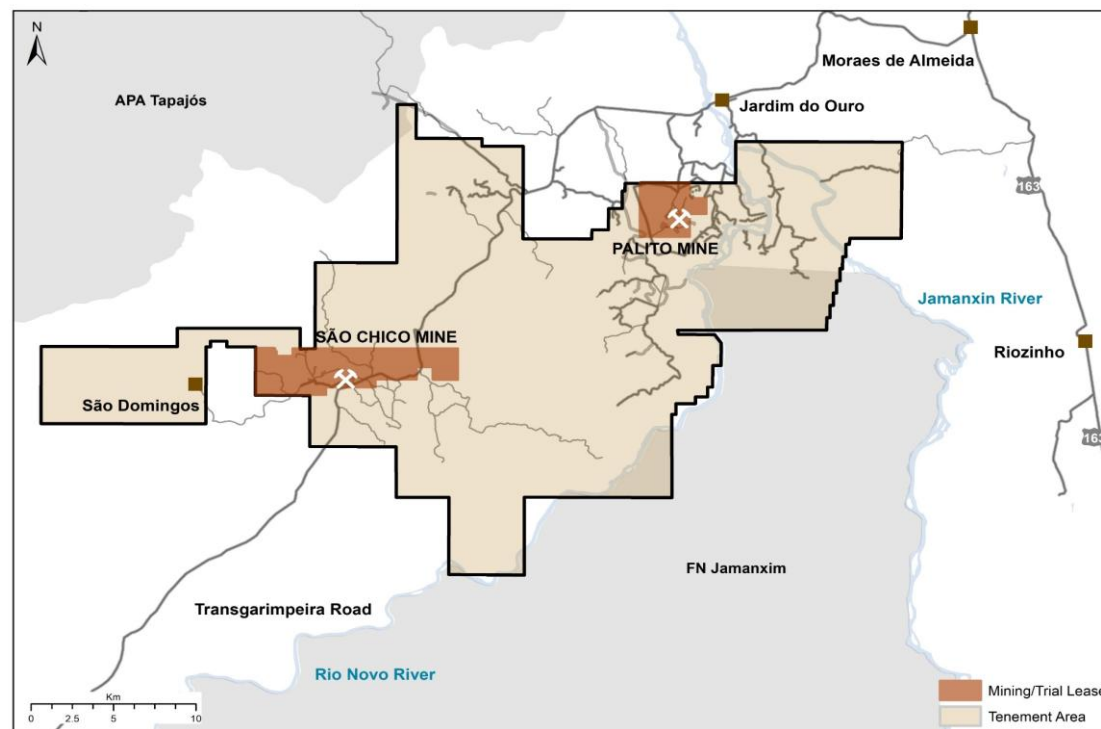 N
Moraes de Almeida
APA Tapajós
Jardim do Ouro
163
PALITO MINE
Jamanxin River
SÃO CHICO MINE
Riozinho
São Domingos
163
FN Jamanxim
Transgarimpeira Road
Rio Novo River
Km
0 2.5 5 10
Mining/Trial Lease
Tenement Area